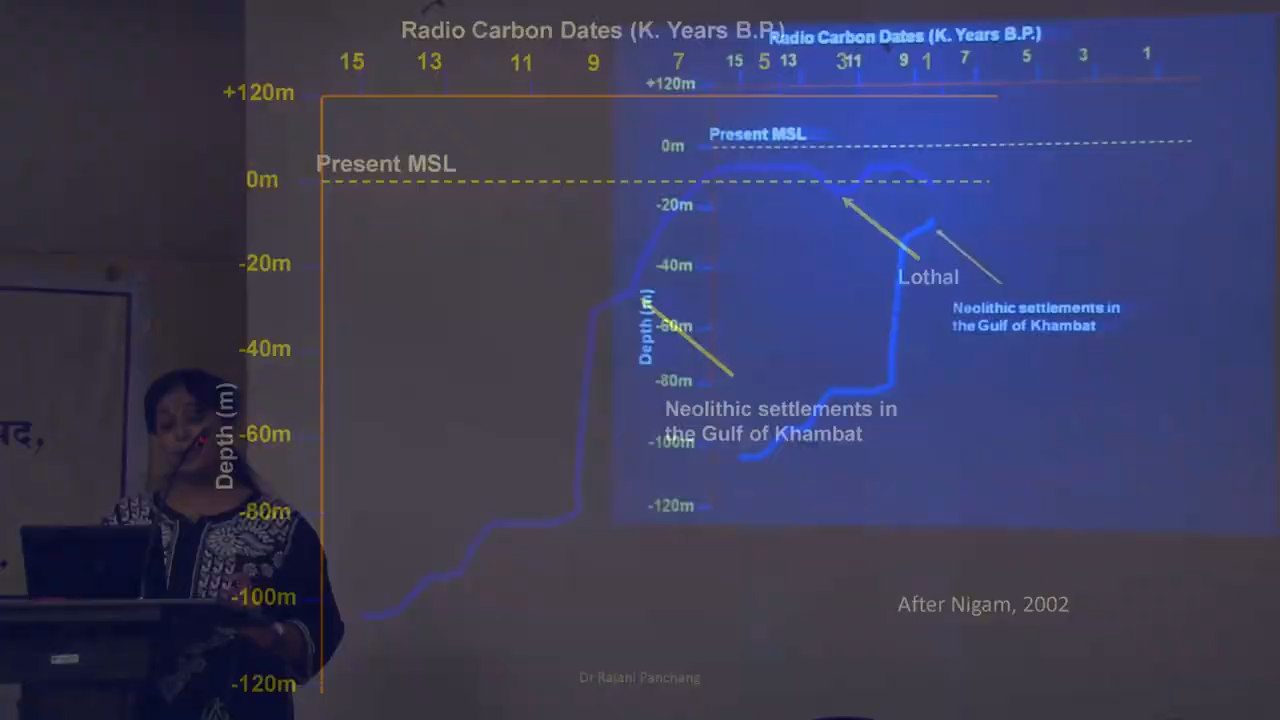 Radio Carbon Dates (K. Years B.P.)
15 13 11 9 7 5 3 1
+120m
Present MSL
0m
-20m
-40m
-60m
-80m
-100m
-120m
Depth (m)
Lothal
Neolithic settlements in
the Gulf of Khambat
After Nigam, 2002
Dr Rajani Panchang
Radio Carbon Dates (K. Years B.P.)
15 13 11 9 7 5 3 1
+120m
Present MSL
0m
-20m
-40m
-60m
-80m
-100m
-120m
Depth (m)
Neolithic settlements in
the Gulf of Khambat